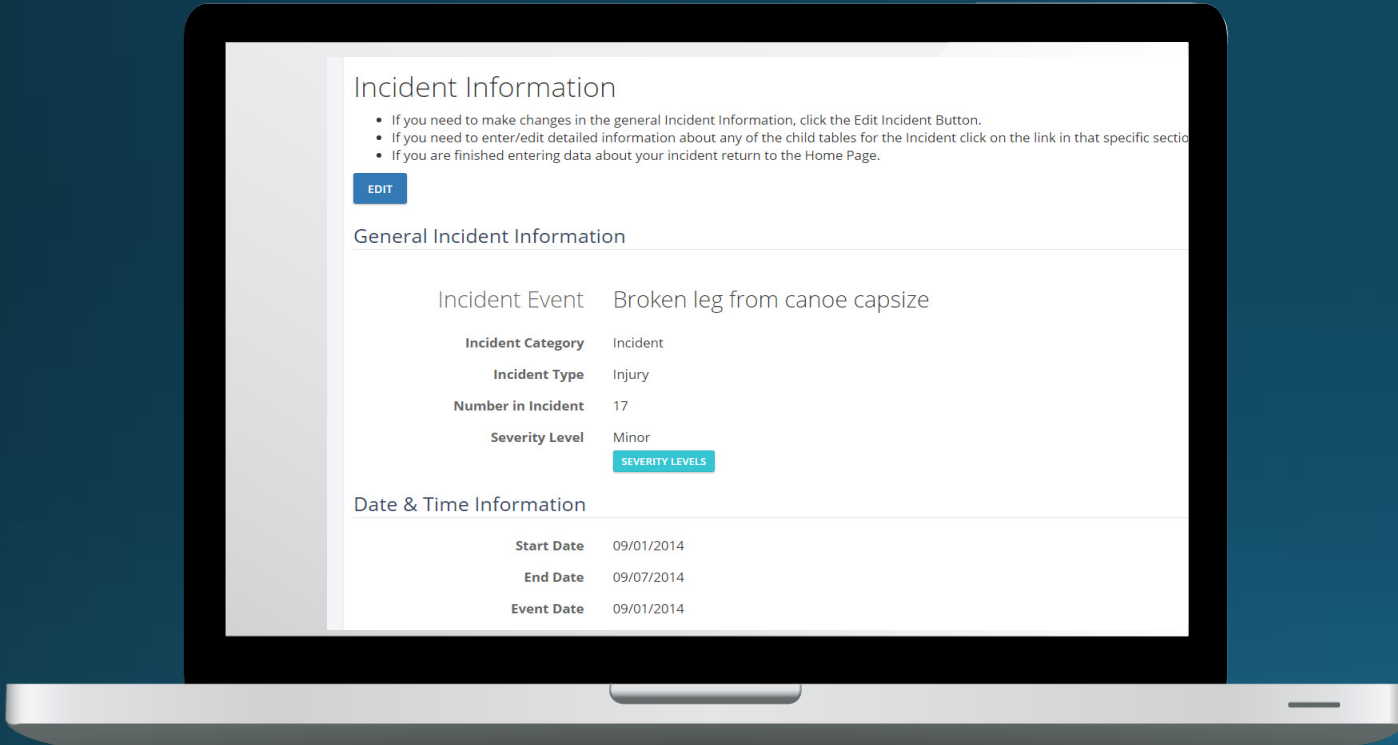 Incident Information
If you need to make changes in the general Incident Information, click the Edit Incident Button.
If you need to enter/edit detailed information about any of the child tables for the Incident click on the link in that specific sectio
If you are finished entering data about your incident return to the Home Page.
EDIT
General Incident Information
Incident Event Broken leg from canoe capsize
Incident Category Incident
Incident Type Injury
Number in Incident 17
Severity Level Minor
SEVERITY LEVELS
Date & Time Information
Start Date 09/01/2014
End Date 09/07/2014
Event Date 09/01/2014